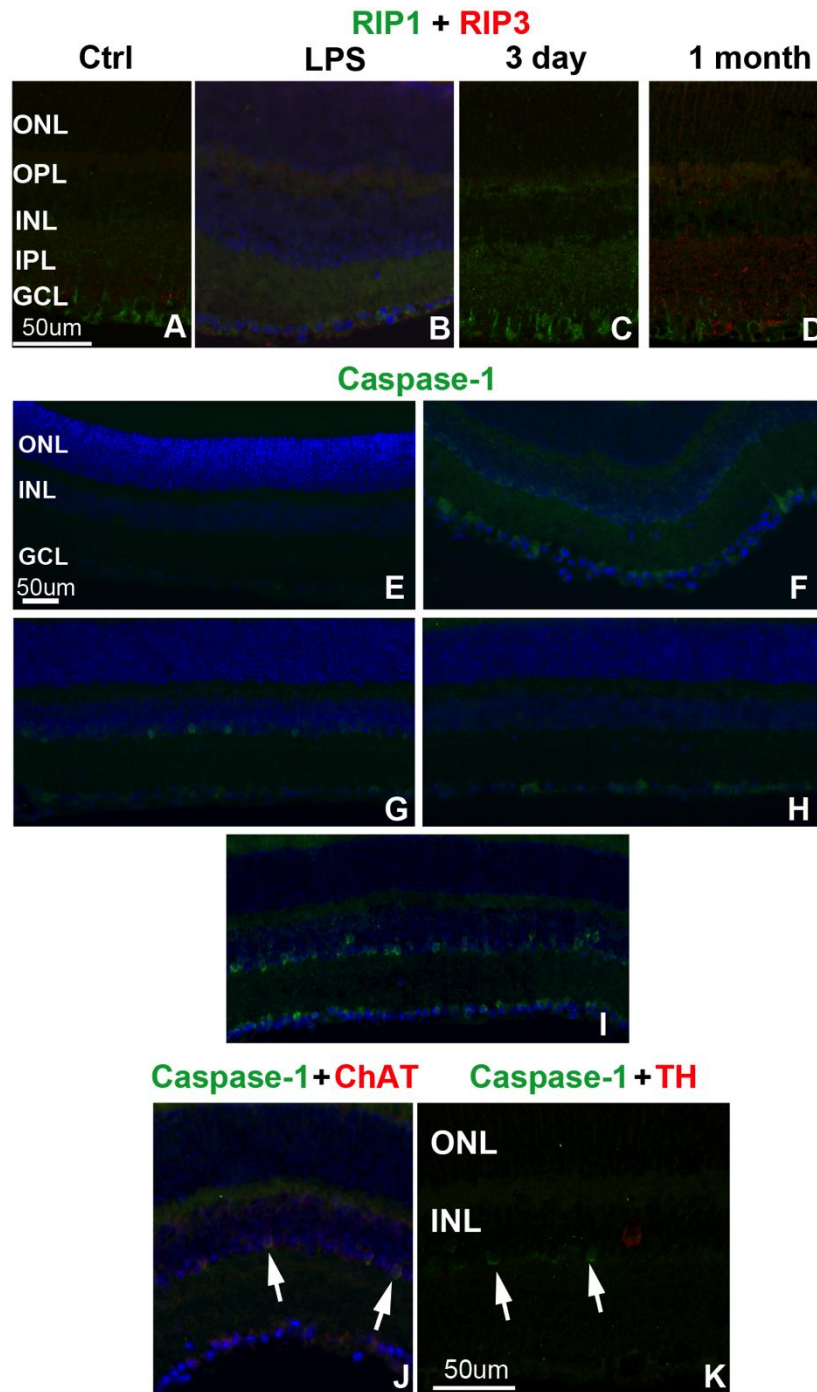 RIP1 + RIP3
Ctrl LPS 3 day 1 month
ONL
OPL
INL
IPL
GCL
50um A B C D
Caspase-1
ONL
INL
GCL
50um E F
G H
I
Caspase-1+ChAT Caspase-1+TH
ONL
INL
J 50um K